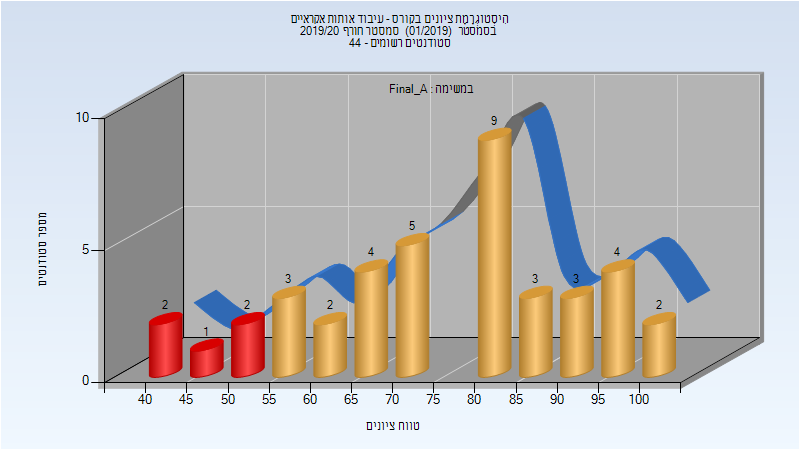 היסטוגרמת ציונים בקורס - עיבוד אותות אקראיים
בסמסטר (01/2019) סמסטר חורף 2019/20
סטודנטים רשומים - 44
במשימה : Final_A
מספר סטודנטים
10
5
0
2
1
2
3
2
4
5
9
3
3
4
2
40 45 50 55 60 65 70 75 80 85 90 95 100
טווח ציונים